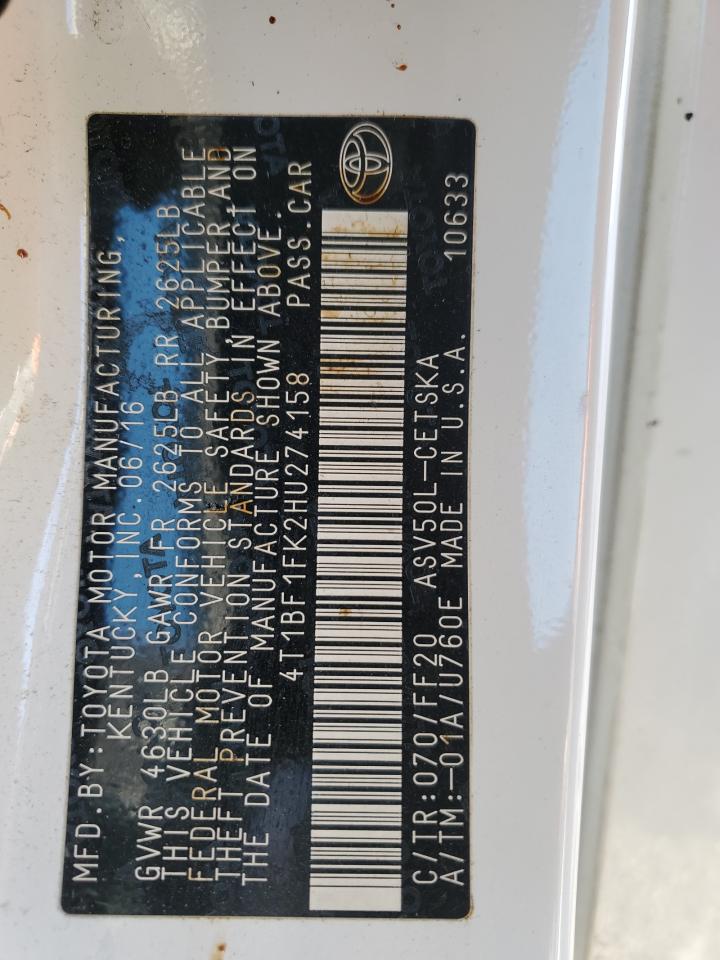 MFD.BY:TOYOTA MOTOR MANUFACTURING,
KENTUCKY,INC.06/16
GVWR 4630LB GAWR FR 2625LB RR 2625LB
THIS VEHICLE CONFORMS TO ALL APPLICABLE
FEDERAL MOTOR VEHICLE SAFETY,BUMPER,AND
THEFT PREVENTION STANDARDS IN EFFECT ON
THE DATE OF MANUFACTURE SHOWN ABOVE.
4T1BF1FK2HU274158 PASS.CAR
C/TR:070/FF20 ASV50L-CETSKA
A/TM:-01A/U760E MADE IN U.S.A. 10633